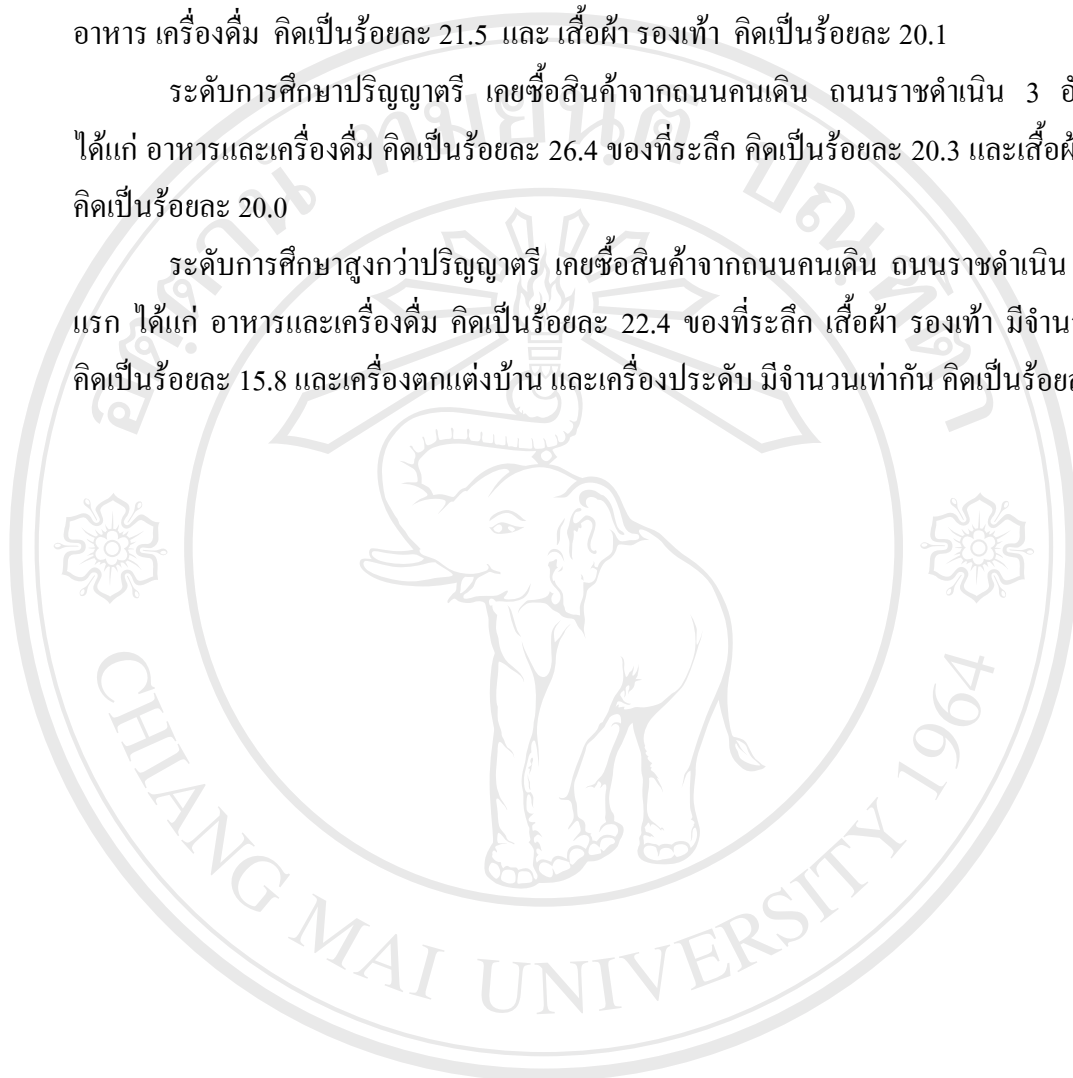 อาหาร เครื่องดื่ม คิดเป็นร้อยละ 21.5 และ เสื้อผ้า รองเท้า คิดเป็นร้อยละ 20.1
ระดับการศึกษาปริญญาตรี เคยซื้อสินค้าจากถนนคนเดิน ถนนราชดำเนิน 3
ได้แก่ อาหารและเครื่องดื่ม คิดเป็นร้อยละ 26.4 ของที่ระลึก คิดเป็นร้อยละ 20.3 และเสื้อผ้
คิดเป็นร้อยละ 20.0
ระดับการศึกษาสูงกว่าปริญญาตรี เคยซื้อสินค้าจากถนนคนเดิน ถนนราชดำเนิน
แรก ได้แก่ อาหารและเครื่องดื่ม คิดเป็นร้อยละ 22.4 ของที่ระลึก เสื้อผ้า รองเท้า มีจำน
คิดเป็นร้อยละ 15.8 และเครื่องตกแต่งบ้าน และเครื่องประดับ มีจำนวนเท่ากัน คิดเป็นร้อยล
CHIANG MAI UNIVERSITY 1964